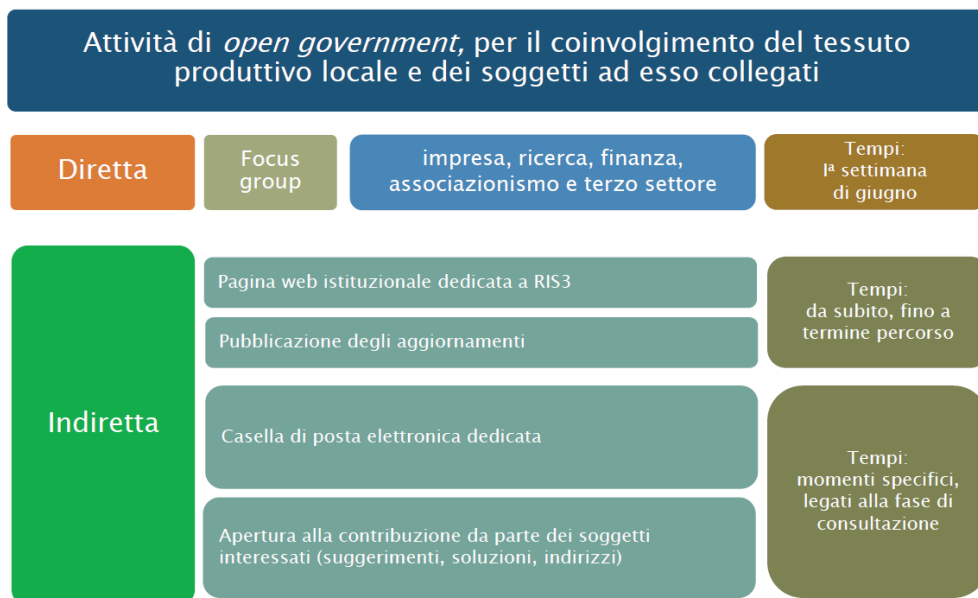 Attività di open government, per il coinvolgimento del tessuto
produttivo locale e dei soggetti ad esso collegati
Diretta
Focus
group
impresa, ricerca, finanza,
associazionismo e terzo settore
Tempi:
Iª settimana
di giugno
Indiretta
Pagina web istituzionale dedicata a RIS3
Pubblicazione degli aggiornamenti
Tempi:
da subito, fino a
termine percorso
Casella di posta elettronica dedicata
Apertura alla contribuzione da parte dei soggetti
interessati (suggerimenti, soluzioni, indirizzi)
Tempi:
momenti specifici,
legati alla fase di
consultazione